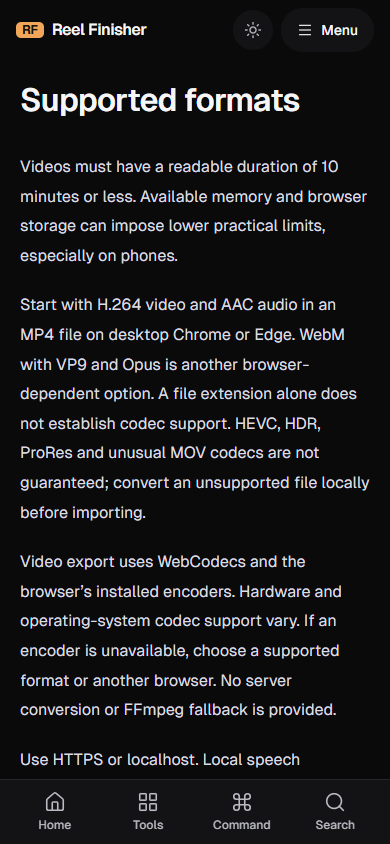 RF Reel Finisher
Menu
Supported formats
Videos must have a readable duration of 10
minutes or less. Available memory and browser
storage can impose lower practical limits,
especially on phones.
Start with H.264 video and AAC audio in an
MP4 file on desktop Chrome or Edge. WebM
with VP9 and Opus is another browser-
dependent option. A file extension alone does
not establish codec support. HEVC, HDR,
ProRes and unusual MOV codecs are not
guaranteed; convert an unsupported file locally
before importing.
Video export uses WebCodecs and the
browser’s installed encoders. Hardware and
operating-system codec support vary. If an
encoder is unavailable, choose a supported
format or another browser. No server
conversion or FFmpeg fallback is provided.
Use HTTPS or localhost. Local speech
Home
Tools
Command
Search